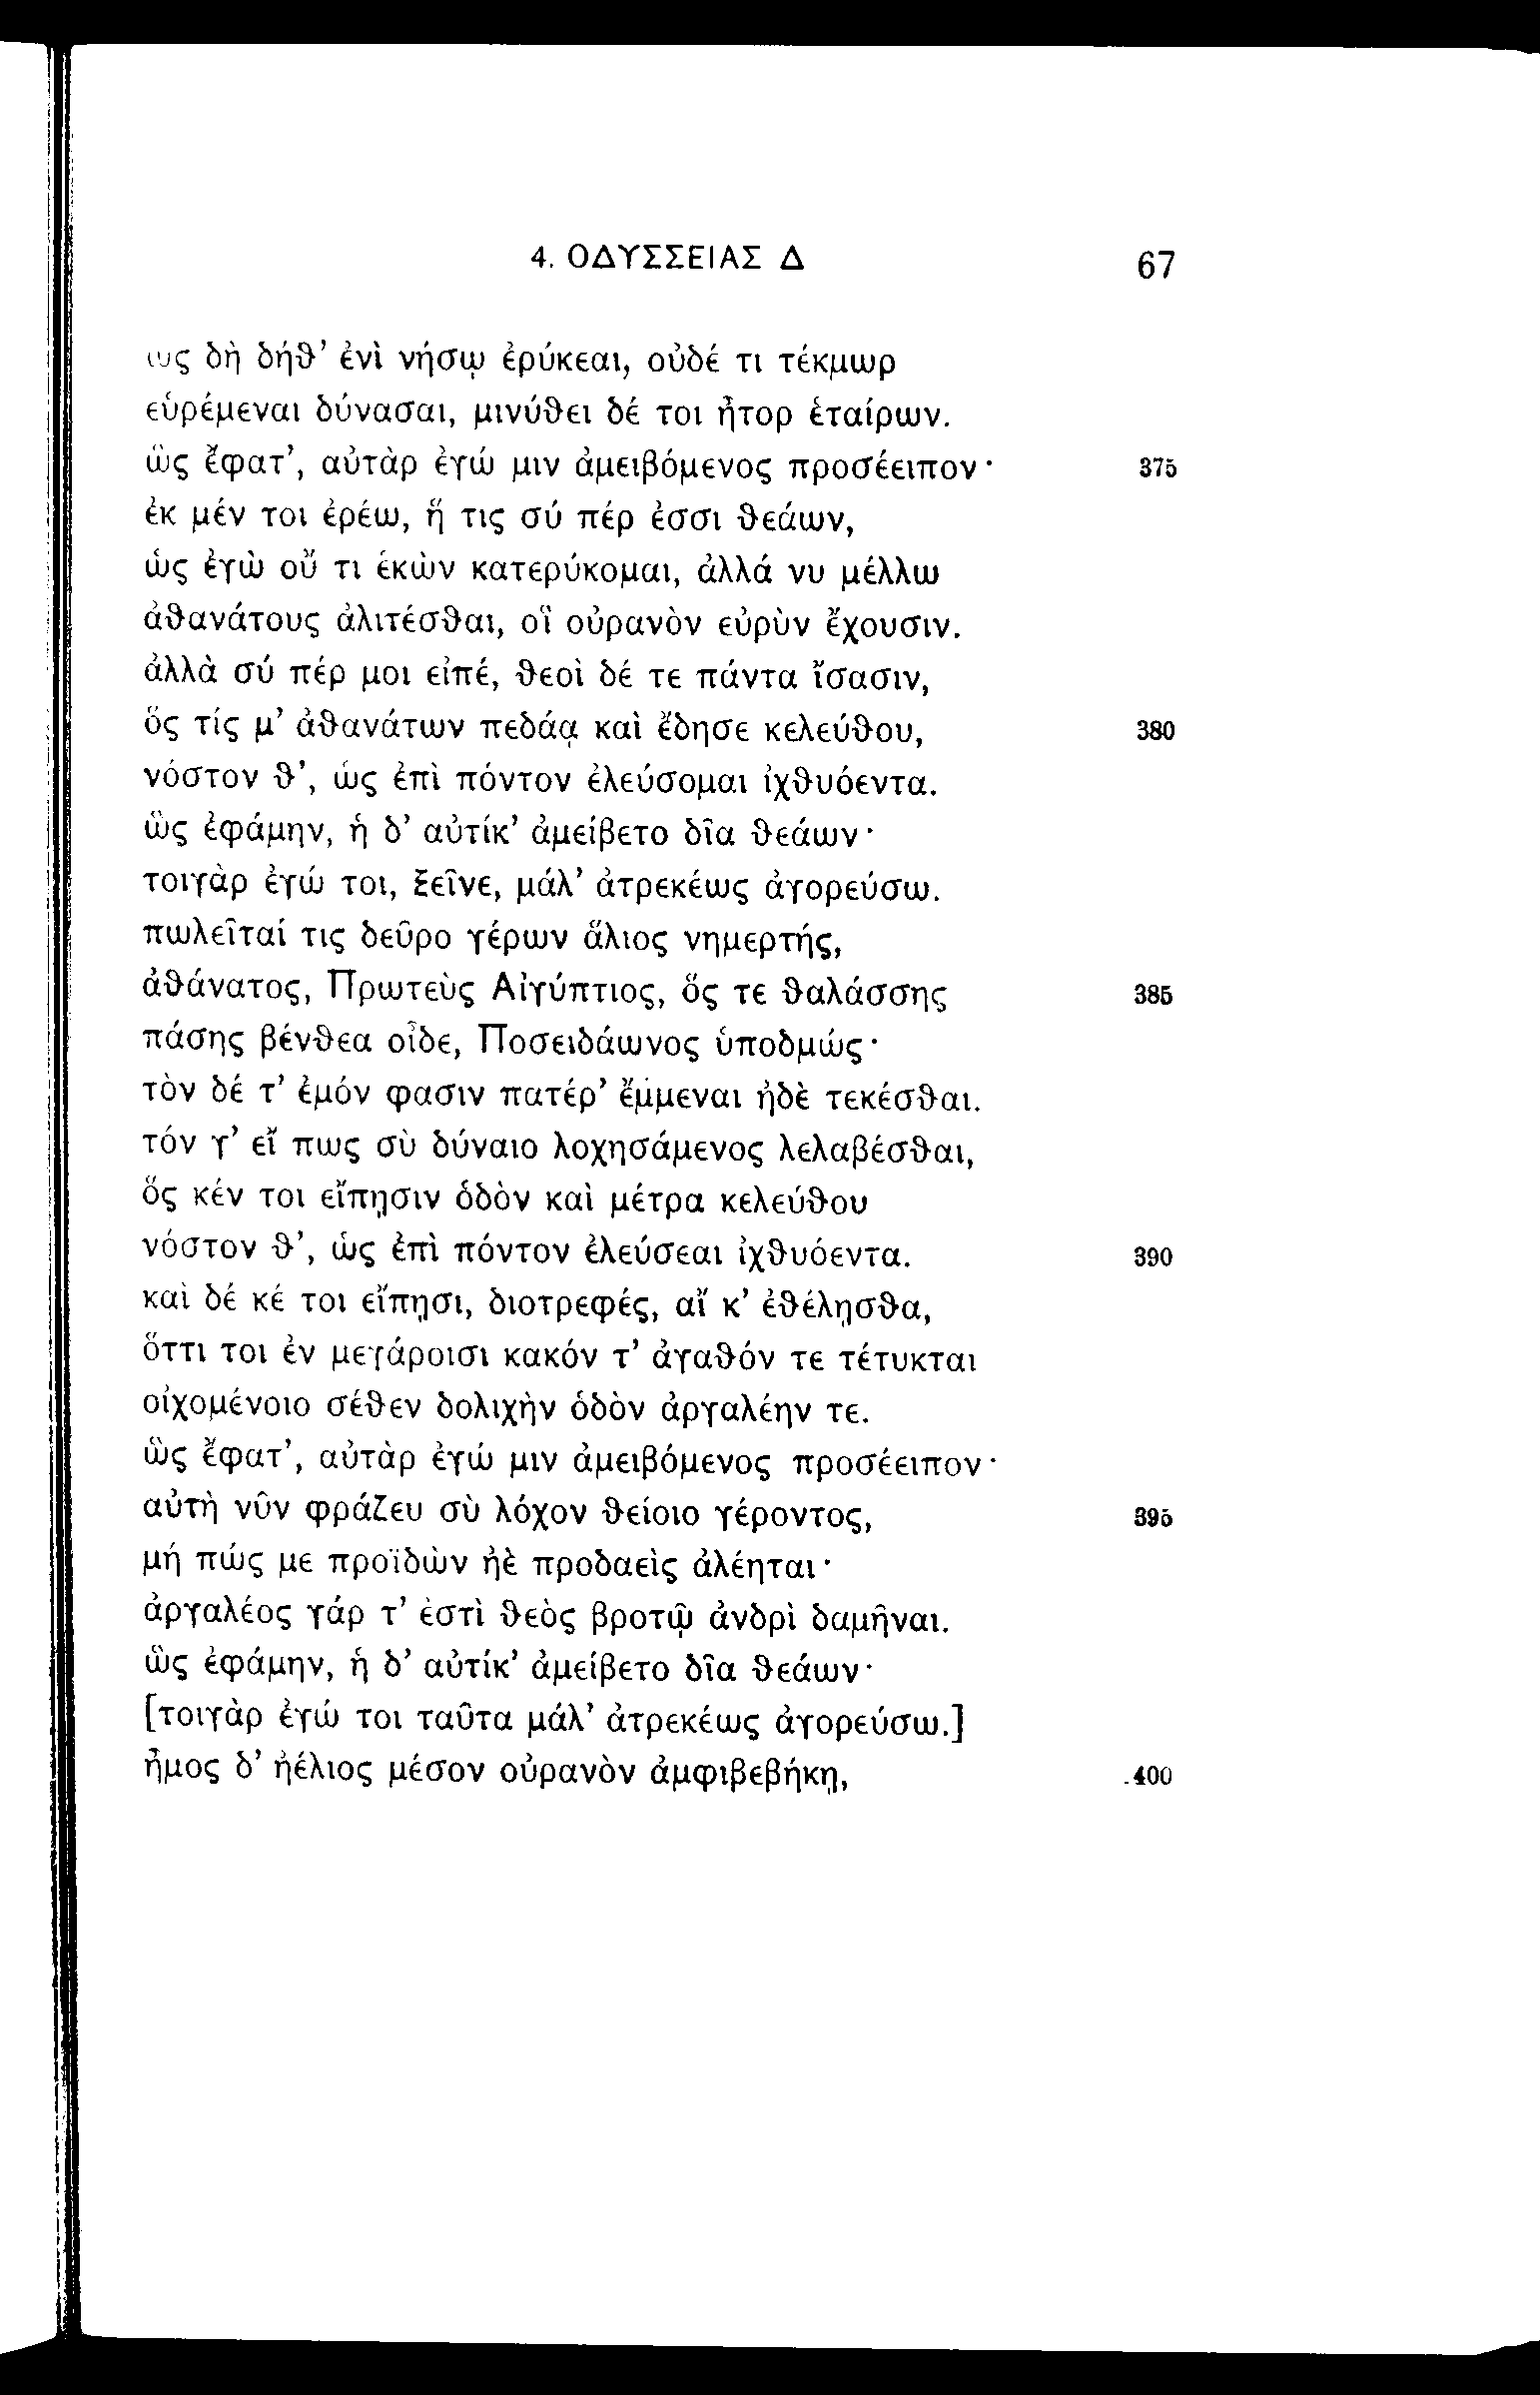 4. ΟΔΥΣΣΕΙΑΣ Δ 67
ὡς δὴ δήθ’ ἐνὶ νήσῳ ἐρύκεαι, οὐδέ τι τέκμωρ
εὑρέμεναι δύνασαι, μινύθει δέ τοι ἦτορ ἑταίρων.
ὣς ἔφατ’, αὐτὰρ ἐγώ μιν ἀμειβόμενος προσέειπον· 375
ἐκ μέν τοι ἐρέω, ἥ τις σύ πέρ ἐσσι θεάων,
ὡς ἐγὼ οὔ τι ἑκὼν κατερύκομαι, ἀλλά νυ μέλλω
ἀθανάτους ἀλιτέσθαι, οἳ οὐρανὸν εὐρὺν ἔχουσιν.
ἀλλὰ σύ πέρ μοι εἰπέ, θεοὶ δέ τε πάντα ἴσασιν,
ὅς τίς μ’ ἀθανάτων πεδάᾳ καὶ ἔδησε κελεύθου, 380
νόστον θ’, ὡς ἐπὶ πόντον ἐλεύσομαι ἰχθυόεντα.
ὣς ἐφάμην, ἡ δ’ αὐτίκ’ ἀμείβετο δῖα θεάων·
τοιγὰρ ἐγώ τοι, ξεῖνε, μάλ’ ἀτρεκέως ἀγορεύσω.
πωλεῖταί τις δεῦρο γέρων ἅλιος νημερτής,
ἀθάνατος, Πρωτεὺς Αἰγύπτιος, ὅς τε θαλάσσης 385
πάσης βένθεα οἶδε, Ποσειδάωνος ὑποδμώς·
τὸν δέ τ’ ἐμόν φασιν πατέρ’ ἔμμεναι ἠδὲ τεκέσθαι.
τόν γ’ εἴ πως σὺ δύναιο λοχησάμενος λελαβέσθαι,
ὅς κέν τοι εἴπῃσιν ὁδὸν καὶ μέτρα κελεύθου
νόστον θ’, ὡς ἐπὶ πόντον ἐλεύσεαι ἰχθυόεντα. 390
καὶ δέ κέ τοι εἴπῃσι, διοτρεφές, αἴ κ’ ἐθέλῃσθα,
ὅττι τοι ἐν μεγάροισι κακόν τ’ ἀγαθόν τε τέτυκται
οἰχομένοιο σέθεν δολιχὴν ὁδὸν ἀργαλέην τε.
ὣς ἔφατ’, αὐτὰρ ἐγώ μιν ἀμειβόμενος προσέειπον·
αὐτὴ νῦν φράζευ σὺ λόχον θείοιο γέροντος, 395
μή πώς με προϊδὼν ἠὲ προδαεὶς ἀλέηται·
ἀργαλέος γάρ τ’ ἐστὶ θεὸς βροτῷ ἀνδρὶ δαμῆναι.
ὣς ἐφάμην, ἡ δ’ αὐτίκ’ ἀμείβετο δῖα θεάων·
[τοιγὰρ ἐγώ τοι ταῦτα μάλ’ ἀτρεκέως ἀγορεύσω.]
ἦμος δ’ ἠέλιος μέσον οὐρανὸν ἀμφιβεβήκῃ, 400